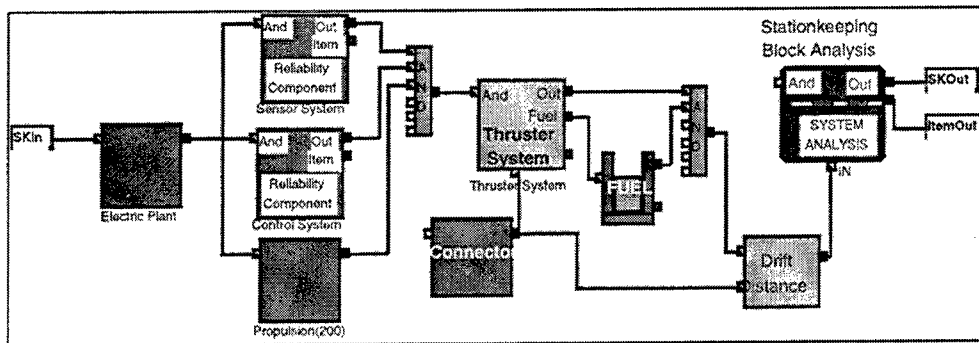 SKIn
Electric Plant
And Out
Item
Reliability
Component
Sensor System
And Out
Item
Reliability
Component
Control System
Propulsion(200)
A
N
D
And Out
Fuel
Thruster
System
Thruster System
Connecto
FUEL
A
N
D
Drift
Distance
Stationkeeping
Block Analysis
And Out
SYSTEM
ANALYSIS
IN
SKOut
ItemOut